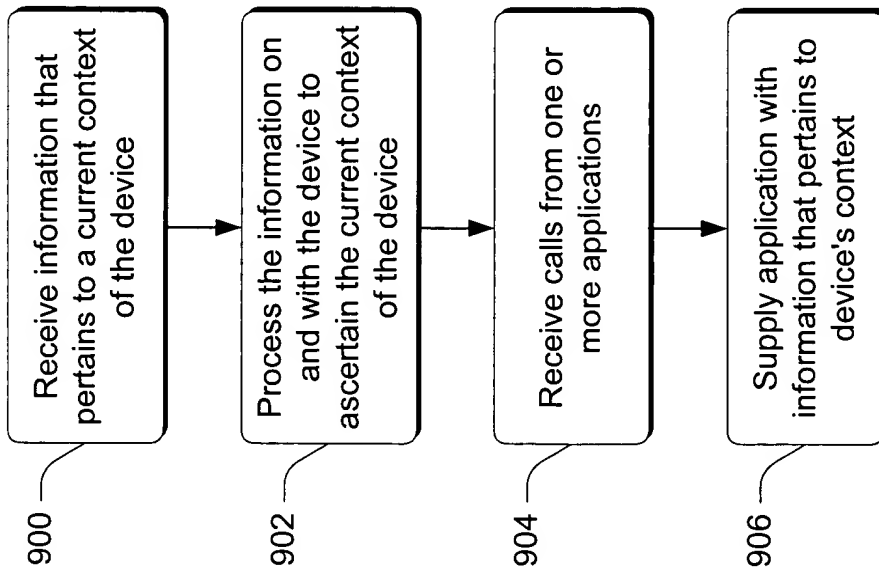 900
Receive information that
pertains to a current context
of the device
902
Process the information on
and with the device to
ascertain the current context
of the device
904
Receive calls from one or
more applications
906
Supply application with
information that pertains to
device's context